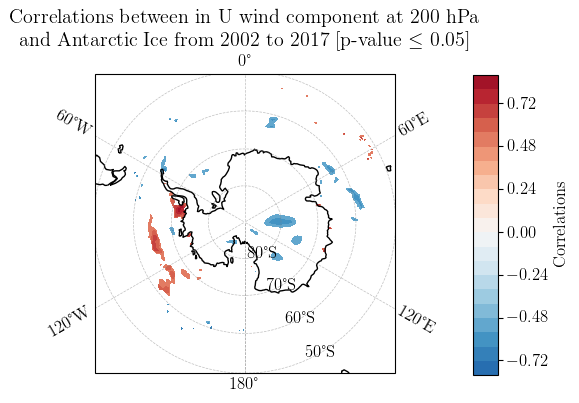 Correlations between in U wind component at 200 hPa
and Antarctic Ice from 2002 to 2017 [p-value ≤ 0.05]
0°
60°W
60°E
80°S
70°S
60°S
50°S
120°W
120°E
180°
0.72
0.48
0.24
0.00
−0.24
−0.48
−0.72
Correlations